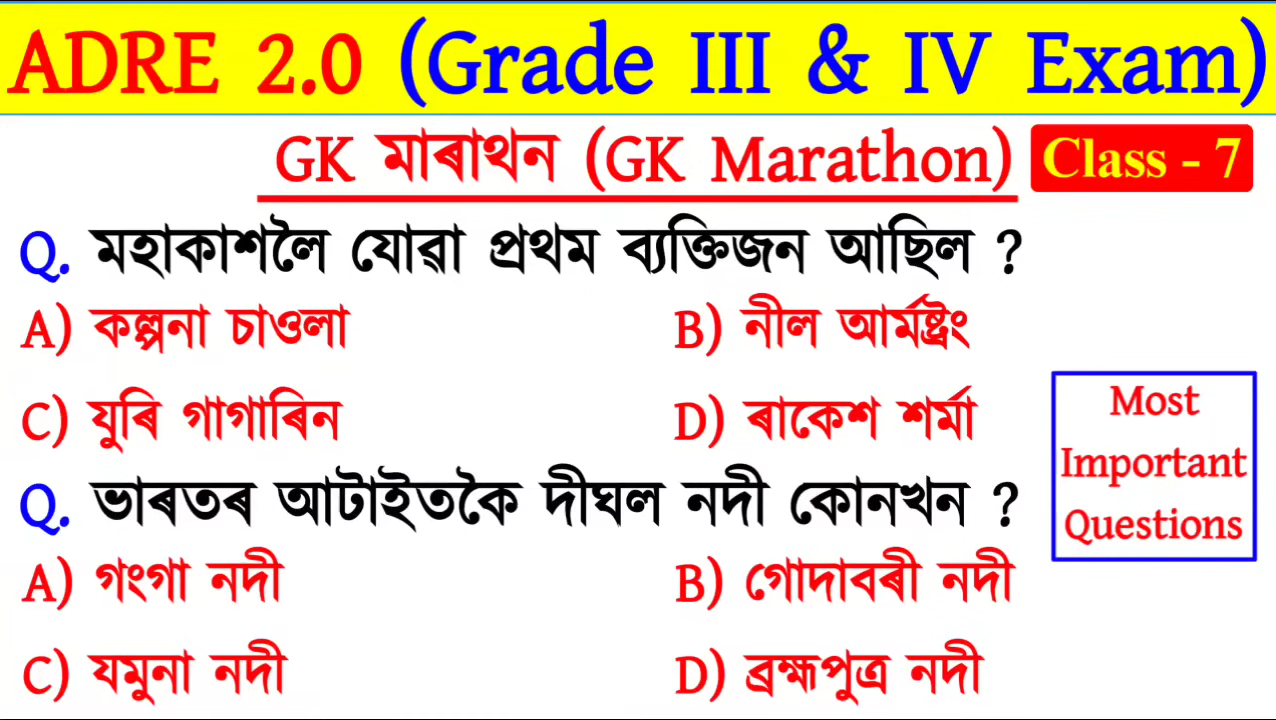 ADRE 2.0 (Grade III & IV Exam)
GK মাৰাথন (GK Marathon) Class - 7
Q. মহাকাশলৈ যোৱা প্ৰথম ব্যক্তিজন আছিল ?
A) কল্পনা চাওলা B) নীল আৰ্মষ্ট্ৰং
C) যুৰি গাগাৰিন D) ৰাকেশ শৰ্মা
Q. ভাৰতৰ আটাইতকৈ দীঘল নদী কোনখন ?
A) গংগা নদী B) গোদাবৰী নদী
C) যমুনা নদী D) ব্ৰহ্মপুত্ৰ নদী
Most
Important
Questions